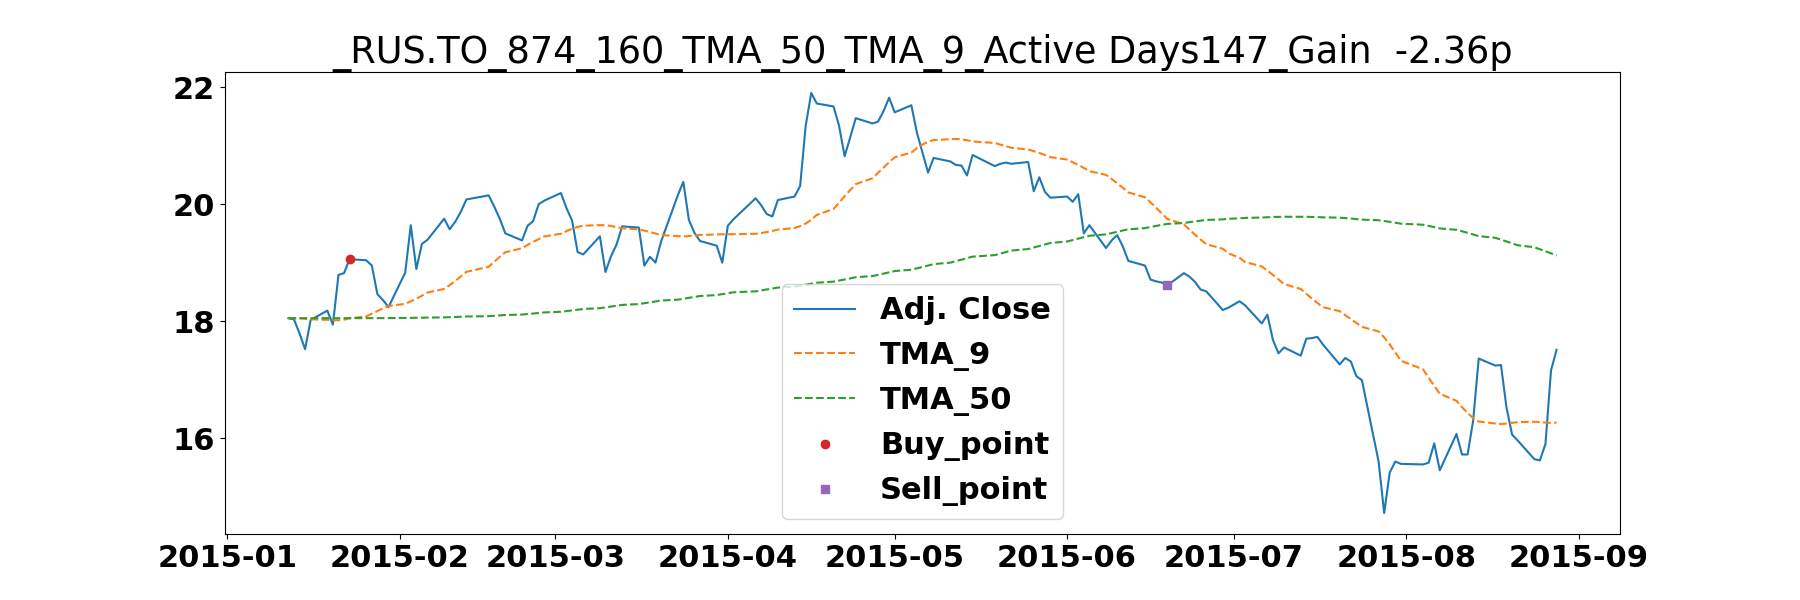 _RUS.TO_874_160_TMA_50_TMA_9_Active Days147_Gain  -2.36p
22
20
18
16
Adj. Close
TMA_9
TMA_50
Buy_point
Sell_point
2015-01 2015-02 2015-03 2015-04 2015-05 2015-06 2015-07 2015-08 2015-09